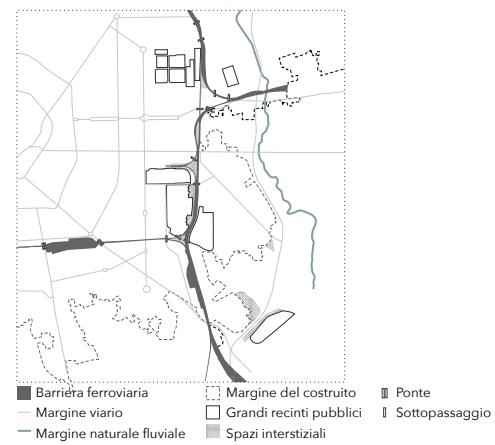 Barriera ferroviaria
Margine del costruito
Ponte
Margine viario
Grandi recinti pubblici
Sottopassaggio
Margine naturale fluviale
Spazi interstiziali